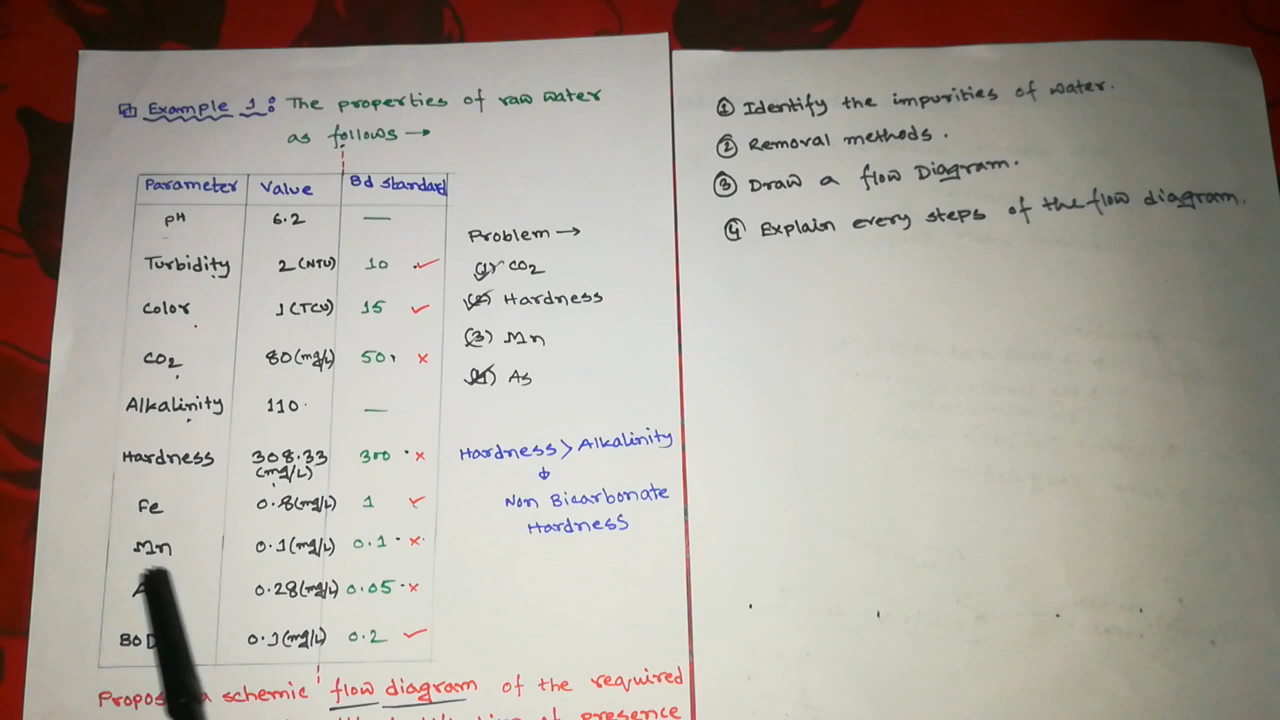 Example 1: The properties of raw water
as follows →
Parameter Value Bd standard
pH 6.2 —
Turbidity 2 (NTU) 10 ✓
Color 1 (TCU) 15 ✓
CO2 80 (mg/L) 50 ×
Alkalinity 110 —
Hardness 308.33 (mg/L) 300 ×
Fe 0.8 (mg/L) 1 ✓
Mn 0.1 (mg/L) 0.1 ×
0.28 (mg/L) 0.05 ×
BOD 0.1 (mg/L) 0.2 ✓
Problem →
CO2
Hardness
(3) Mn
As
Hardness > Alkalinity
↓
Non Bicarbonate
Hardness
a schemic flow diagram of the required
of presence
① Identify the impurities of water.
② Removal methods.
③ Draw a flow Diagram.
④ Explain every steps of the flow diagram.